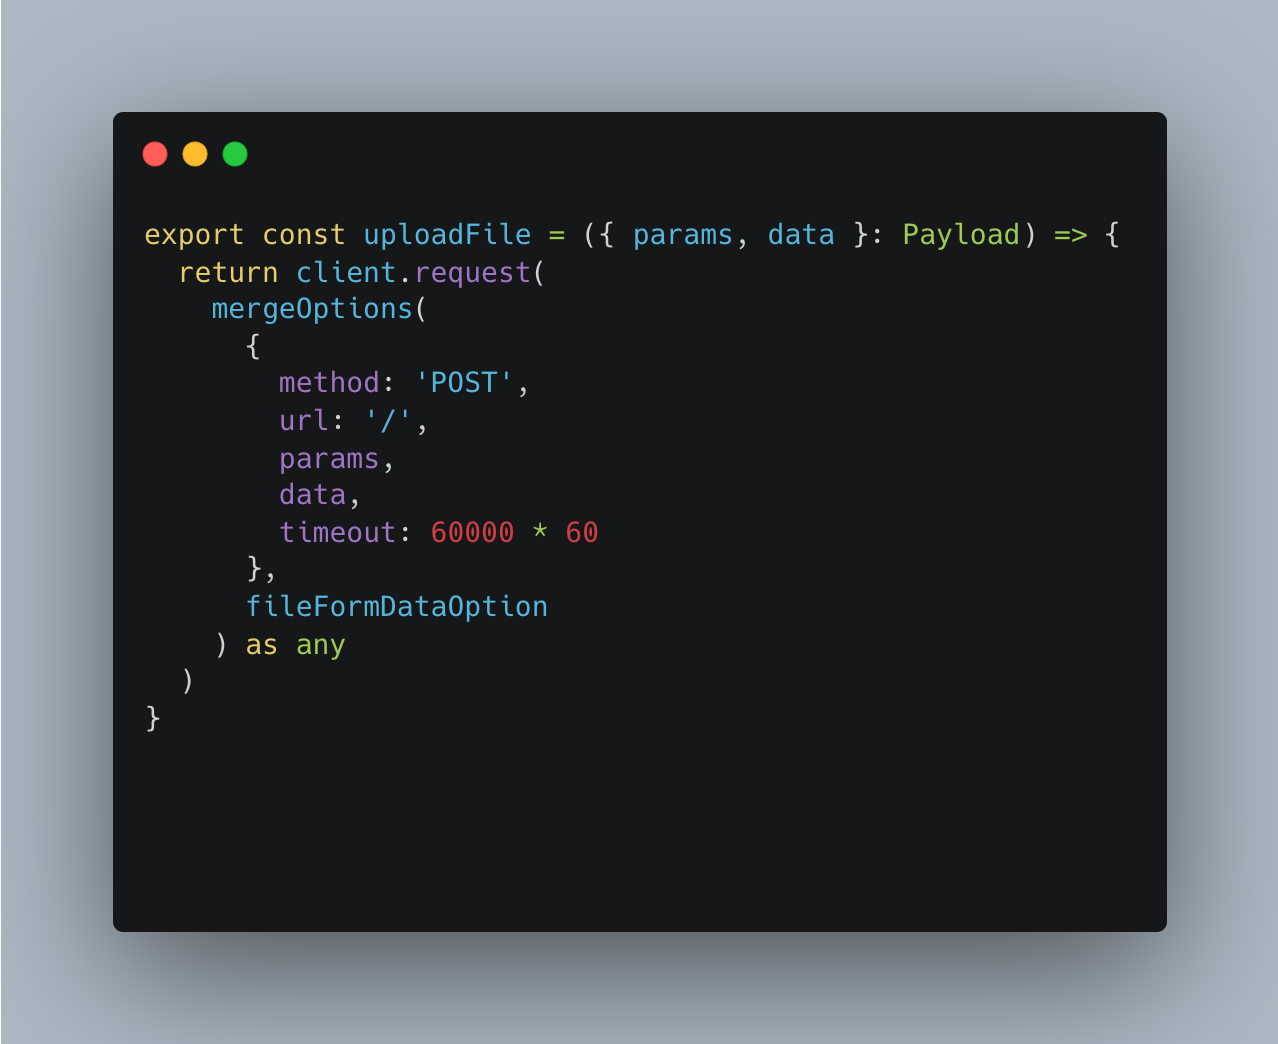 export const uploadFile = ({ params, data }: Payload) => {
  return client.request(
    mergeOptions(
      {
        method: 'POST',
        url: '/',
        params,
        data,
        timeout: 60000 * 60
      },
      fileFormDataOption
    ) as any
  )
}